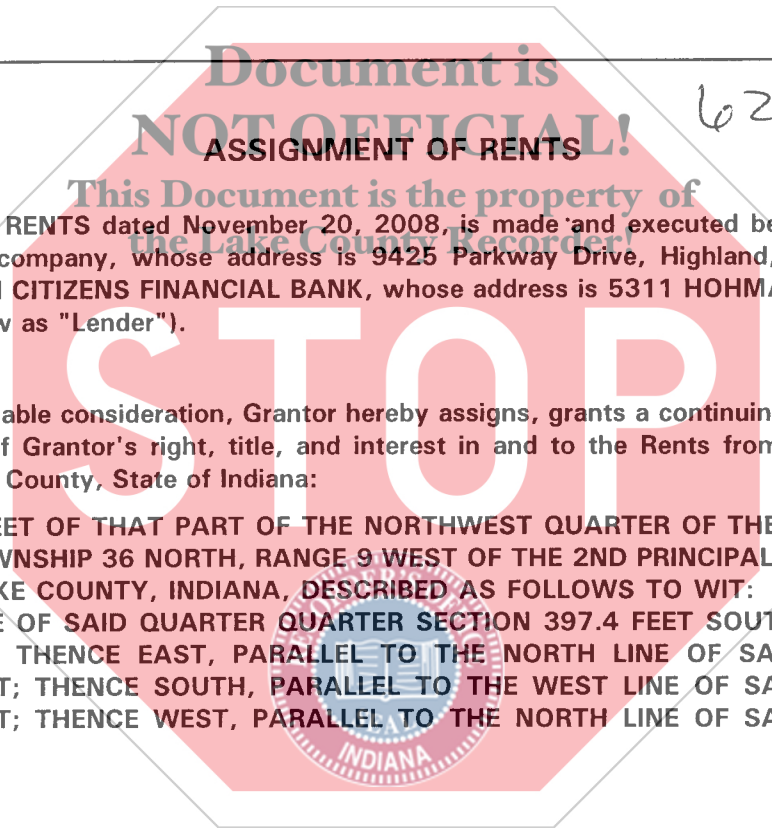 Document is
62
NOT OFFICIAL!
ASSIGNMENT OF RENTS
This Document is the property of
RENTS dated November 20, 2008, is made and executed be
the Lake County Recorder!
company, whose address is 9425 Parkway Drive, Highland,
CITIZENS FINANCIAL BANK, whose address is 5311 HOHMA
w as "Lender").
STOP
able consideration, Grantor hereby assigns, grants a continuin
f Grantor's right, title, and interest in and to the Rents from
County, State of Indiana:
EET OF THAT PART OF THE NORTHWEST QUARTER OF THE
WNSHIP 36 NORTH, RANGE 9 WEST OF THE 2ND PRINCIPAL
KE COUNTY, INDIANA, DESCRIBED AS FOLLOWS TO WIT:
E OF SAID QUARTER QUARTER SECTION 397.4 FEET SOUT
THENCE EAST, PARALLEL TO THE NORTH LINE OF SA
T; THENCE SOUTH, PARALLEL TO THE WEST LINE OF SA
T; THENCE WEST, PARALLEL TO THE NORTH LINE OF SA
SEAL
INDIANA